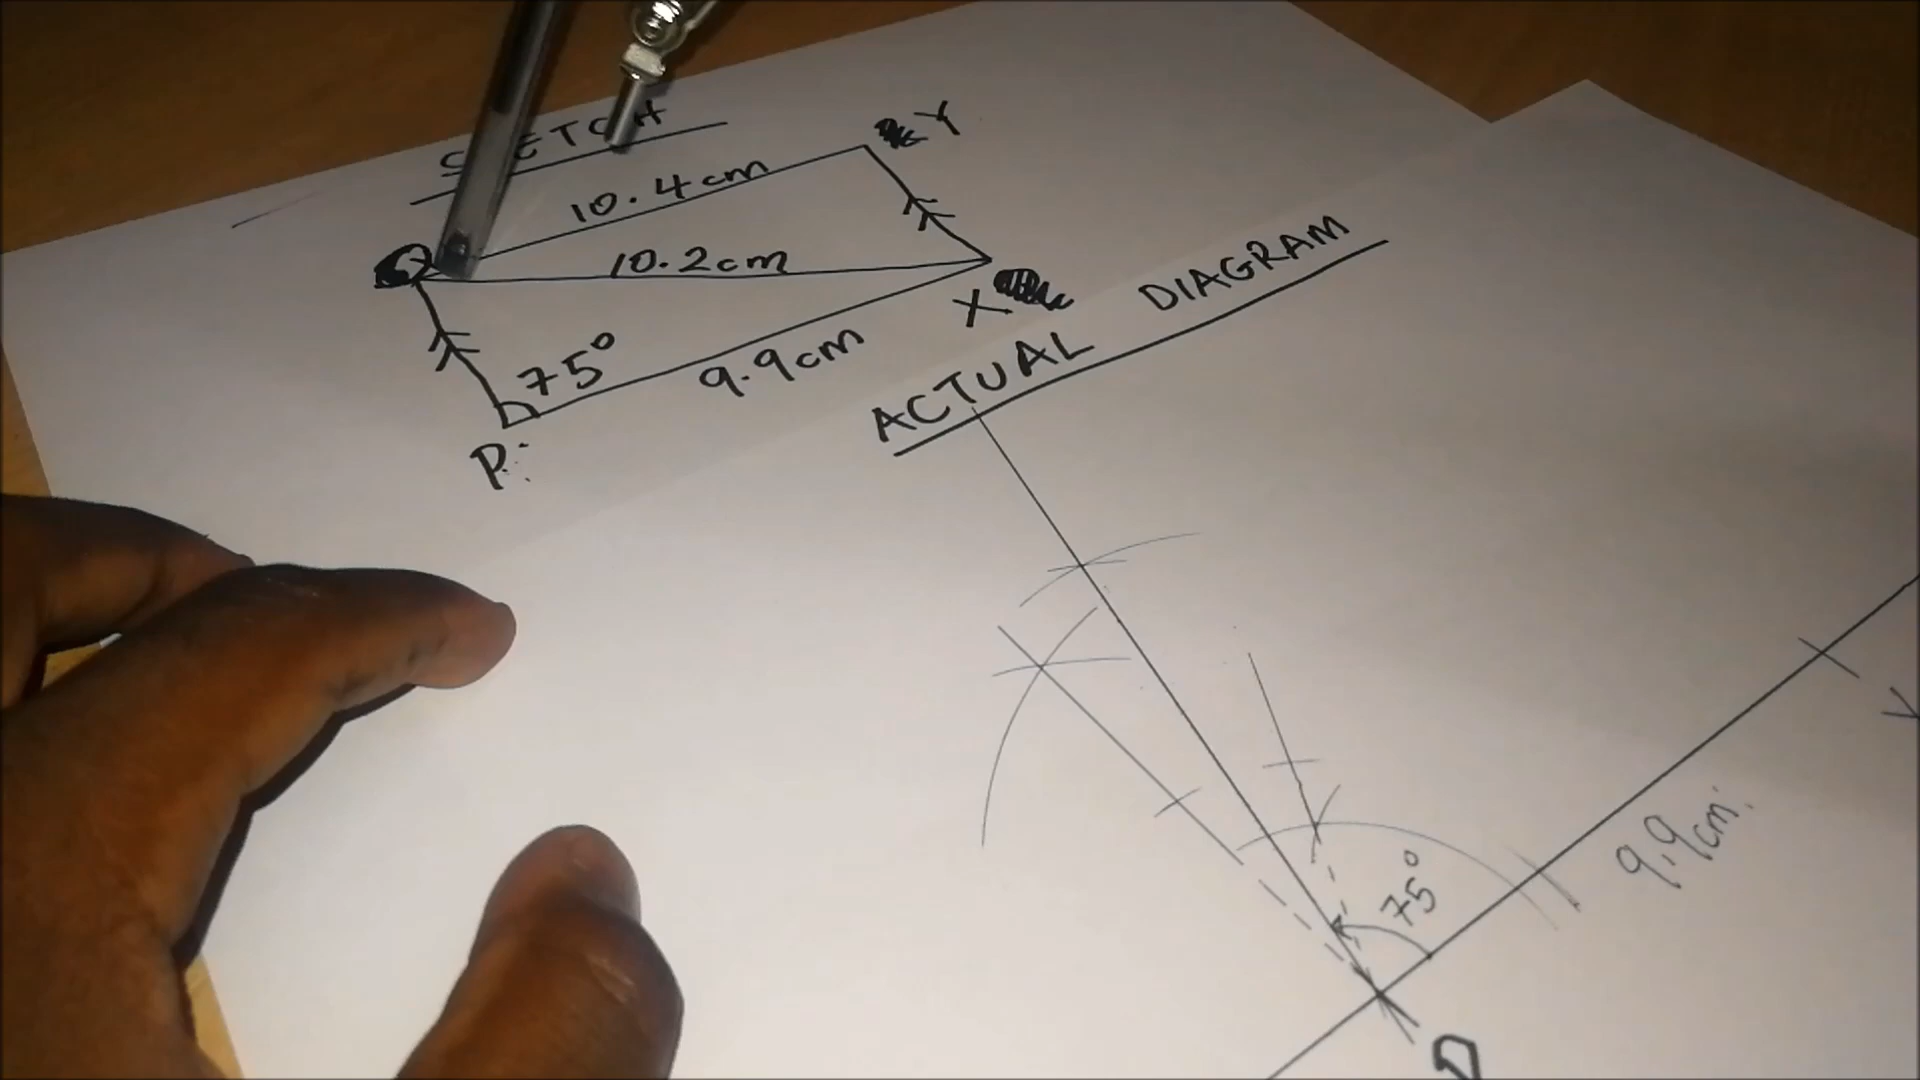 SKETCH
Y
10.4cm
Q
10.2cm
X
75°
9.9cm
P
ACTUAL DIAGRAM
75°
9.9cm
P